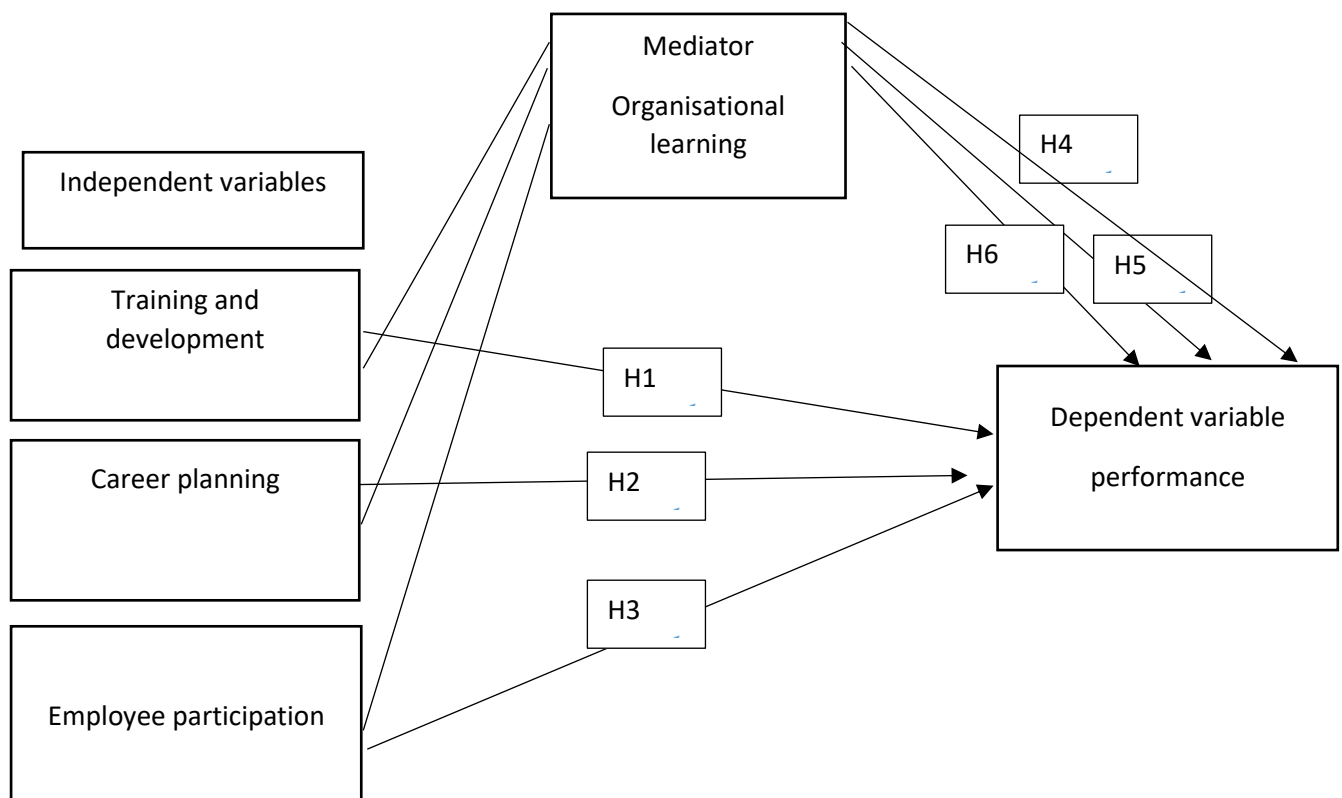 Mediator
Organisational
learning
H4
Independent variables
H6
H5
Training and
development
H1
Dependent variable
performance
Career planning
H2
H3
Employee participation